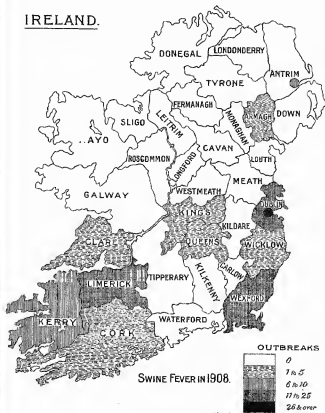 IRELAND.
DONEGAL
LONDONDERRY
ANTRIM
TYRONE
FERMANAGH
ARMAGH
DOWN
MONAGHAN
SLIGO
LEITRIM
..AYO
CAVAN
LOUTH
ROSCOMMON
LONGFORD
MEATH
WESTMEATH
DUBLIN
GALWAY
KINGS
KILDARE
QUEENS
WICKLOW
CLARE
CARLOW
LIMERICK
TIPPERARY
KILKENNY
WEXFORD
KERRY
WATERFORD
CORK
SWINE FEVER IN 1908.
OUTBREAKS
0
1 to 5
6 to 10
11 to 25
26 & over